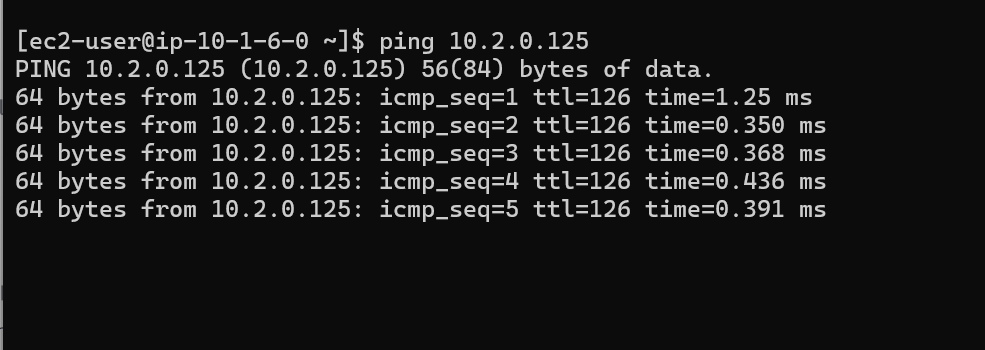 [ec2-user@ip-10-1-6-0 ~]$ ping 10.2.0.125
PING 10.2.0.125 (10.2.0.125) 56(84) bytes of data.
64 bytes from 10.2.0.125: icmp_seq=1 ttl=126 time=1.25 ms
64 bytes from 10.2.0.125: icmp_seq=2 ttl=126 time=0.350 ms
64 bytes from 10.2.0.125: icmp_seq=3 ttl=126 time=0.368 ms
64 bytes from 10.2.0.125: icmp_seq=4 ttl=126 time=0.436 ms
64 bytes from 10.2.0.125: icmp_seq=5 ttl=126 time=0.391 ms